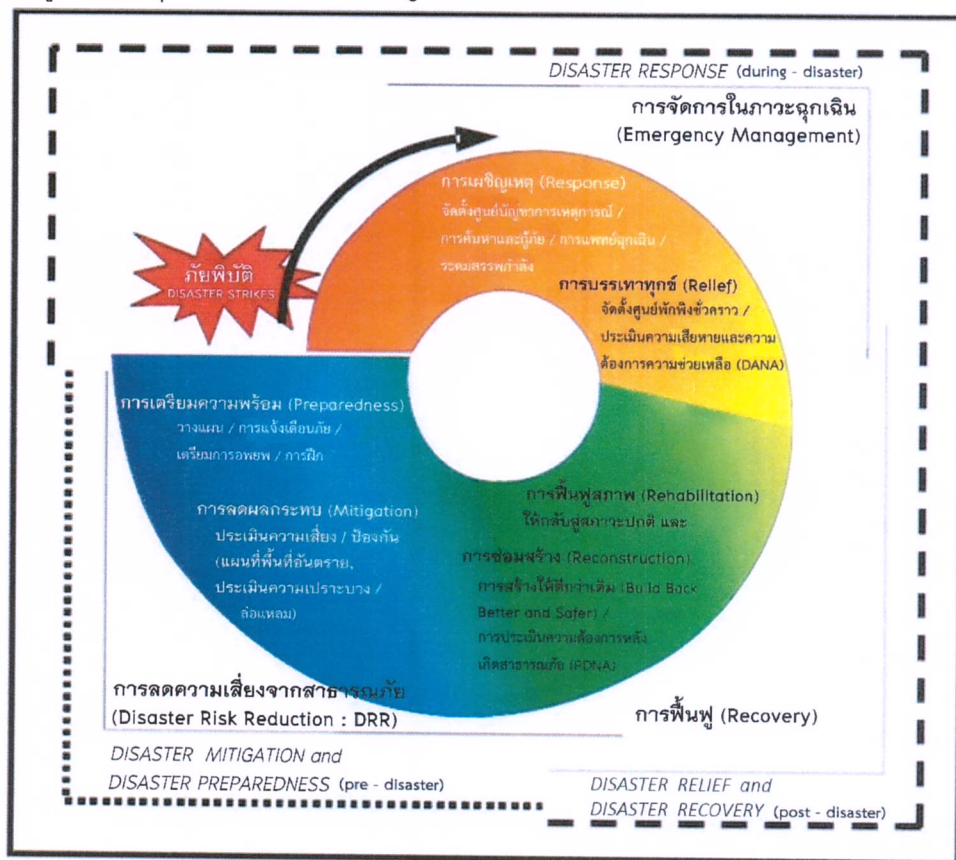 DISASTER RESPONSE (during - disaster)
การจัดการในภาวะฉุกเฉิน
(Emergency Management)
การเผชิญเหตุ (Response)
จัดตั้งศูนย์บัญชาการเหตุการณ์ /
การค้นหาและกู้ภัย / การแพทย์ฉุกเฉิน /
ระดมสรรพกำลัง
ภัยพิบัติ
DISASTER STRIKES
การบรรเทาทุกข์ (Relief)
จัดตั้งศูนย์พักพิงชั่วคราว /
ประเมินความเสียหายและความ
ต้องการความช่วยเหลือ (DANA)
การเตรียมความพร้อม (Preparedness)
วางแผน / การแจ้งเตือนภัย /
เตรียมการอพยพ / การฝึก
การลดผลกระทบ (Mitigation)
ประเมินความเสี่ยง / ป้องกัน
(แผนที่พื้นที่อันตราย,
ประเมินความเปราะบาง /
ล่อแหลม)
การฟื้นฟูสภาพ (Rehabilitation)
ให้กลับสู่สภาวะปกติ และ
การซ่อมสร้าง (Reconstruction)
การสร้างให้ดีกว่าเดิม (Build Back
Better and Safer) /
การประเมินความต้องการหลัง
เกิดสาธารณภัย (PDNA)
การลดความเสี่ยงจากสาธารณภัย
(Disaster Risk Reduction : DRR)
การฟื้นฟู (Recovery)
DISASTER MITIGATION and
DISASTER PREPAREDNESS (pre - disaster)
DISASTER RELIEF and
DISASTER RECOVERY (post - disaster)